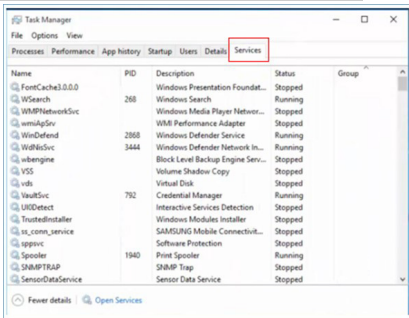 Task Manager
File Options View
Processes Performance App history Startup Users Details Services
Name PID Description Status Group
FontCache3.0.0.0 Windows Presentation Foundat... Stopped
WSearch 268 Windows Search Running
WMPNetworkSvc Windows Media Player Networ... Stopped
wmiApSrv WMI Performance Adapter Stopped
WinDefend 2868 Windows Defender Service Running
WdNisSvc 3444 Windows Defender Network In... Running
wbengine Block Level Backup Engine Serv... Stopped
VSS Volume Shadow Copy Stopped
vds Virtual Disk Stopped
VaultSvc 792 Credential Manager Running
UI0Detect Interactive Services Detection Stopped
TrustedInstaller Windows Modules Installer Stopped
ss_conn_service SAMSUNG Mobile Connectivit... Stopped
sppsvc Software Protection Stopped
Spooler 1940 Print Spooler Running
SNMPTRAP SNMP Trap Stopped
SensorDataService Sensor Data Service Stopped
Fewer details Open Services